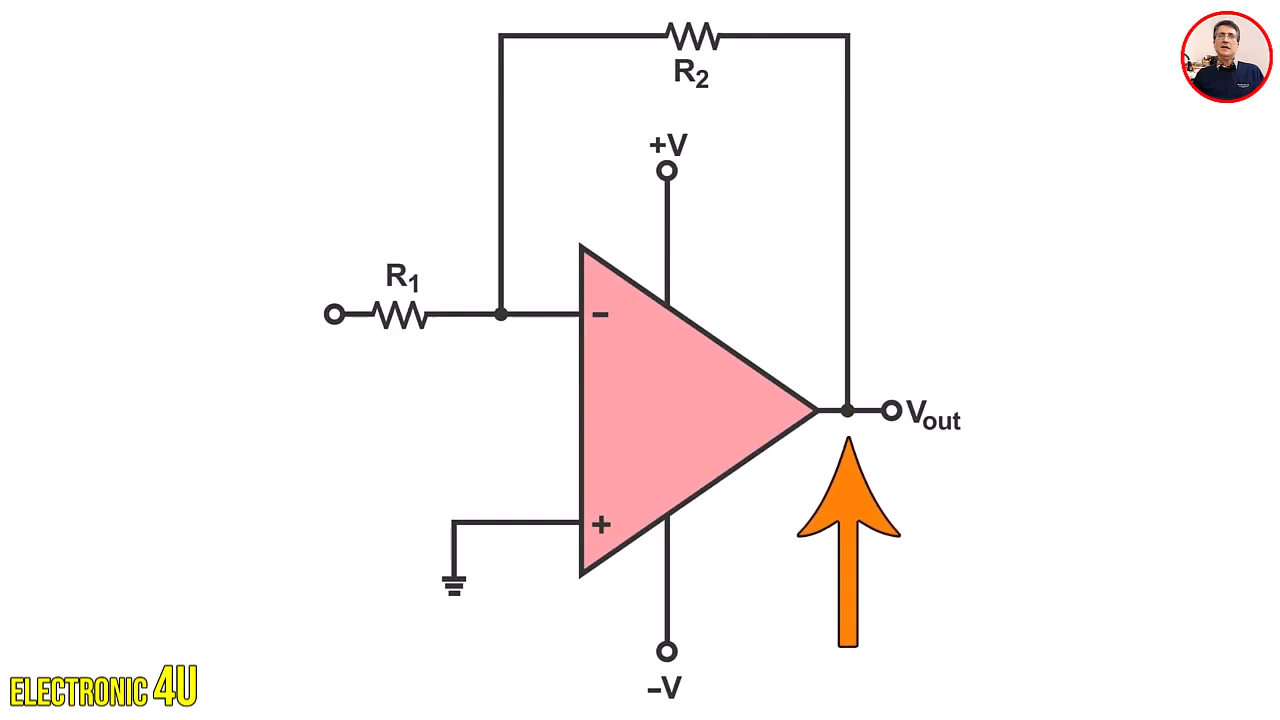 R2
+V
R1
-
Vout
+
–V
ELECTRONIC 4U